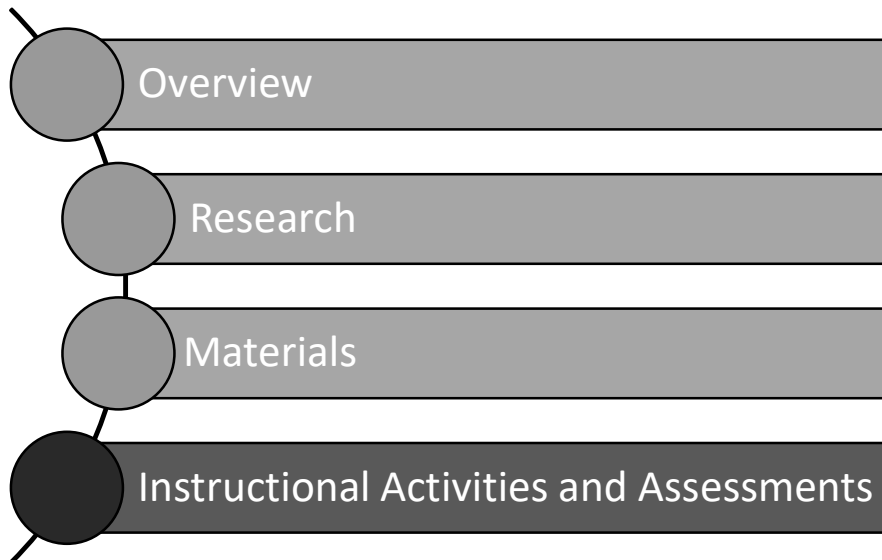 Overview
Research
Materials
Instructional Activities and Assessments